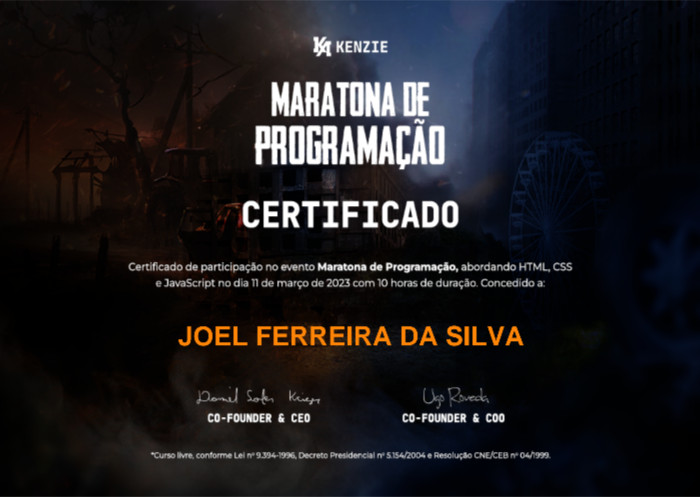 KA KENZIE
MARATONA DE
PROGRAMAÇÃO
CERTIFICADO
Certificado de participação no evento Maratona de Programação, abordando HTML, CSS
e JavaScript no dia 11 de março de 2023 com 10 horas de duração. Concedido a:
JOEL FERREIRA DA SILVA
Ugo Roveda
CO-FOUNDER & CEO CO-FOUNDER & COO
*Curso livre, conforme Lei nº 9.394-1996, Decreto Presidencial nº 5.154/2004 e Resolução CNE/CEB nº 04/1999.